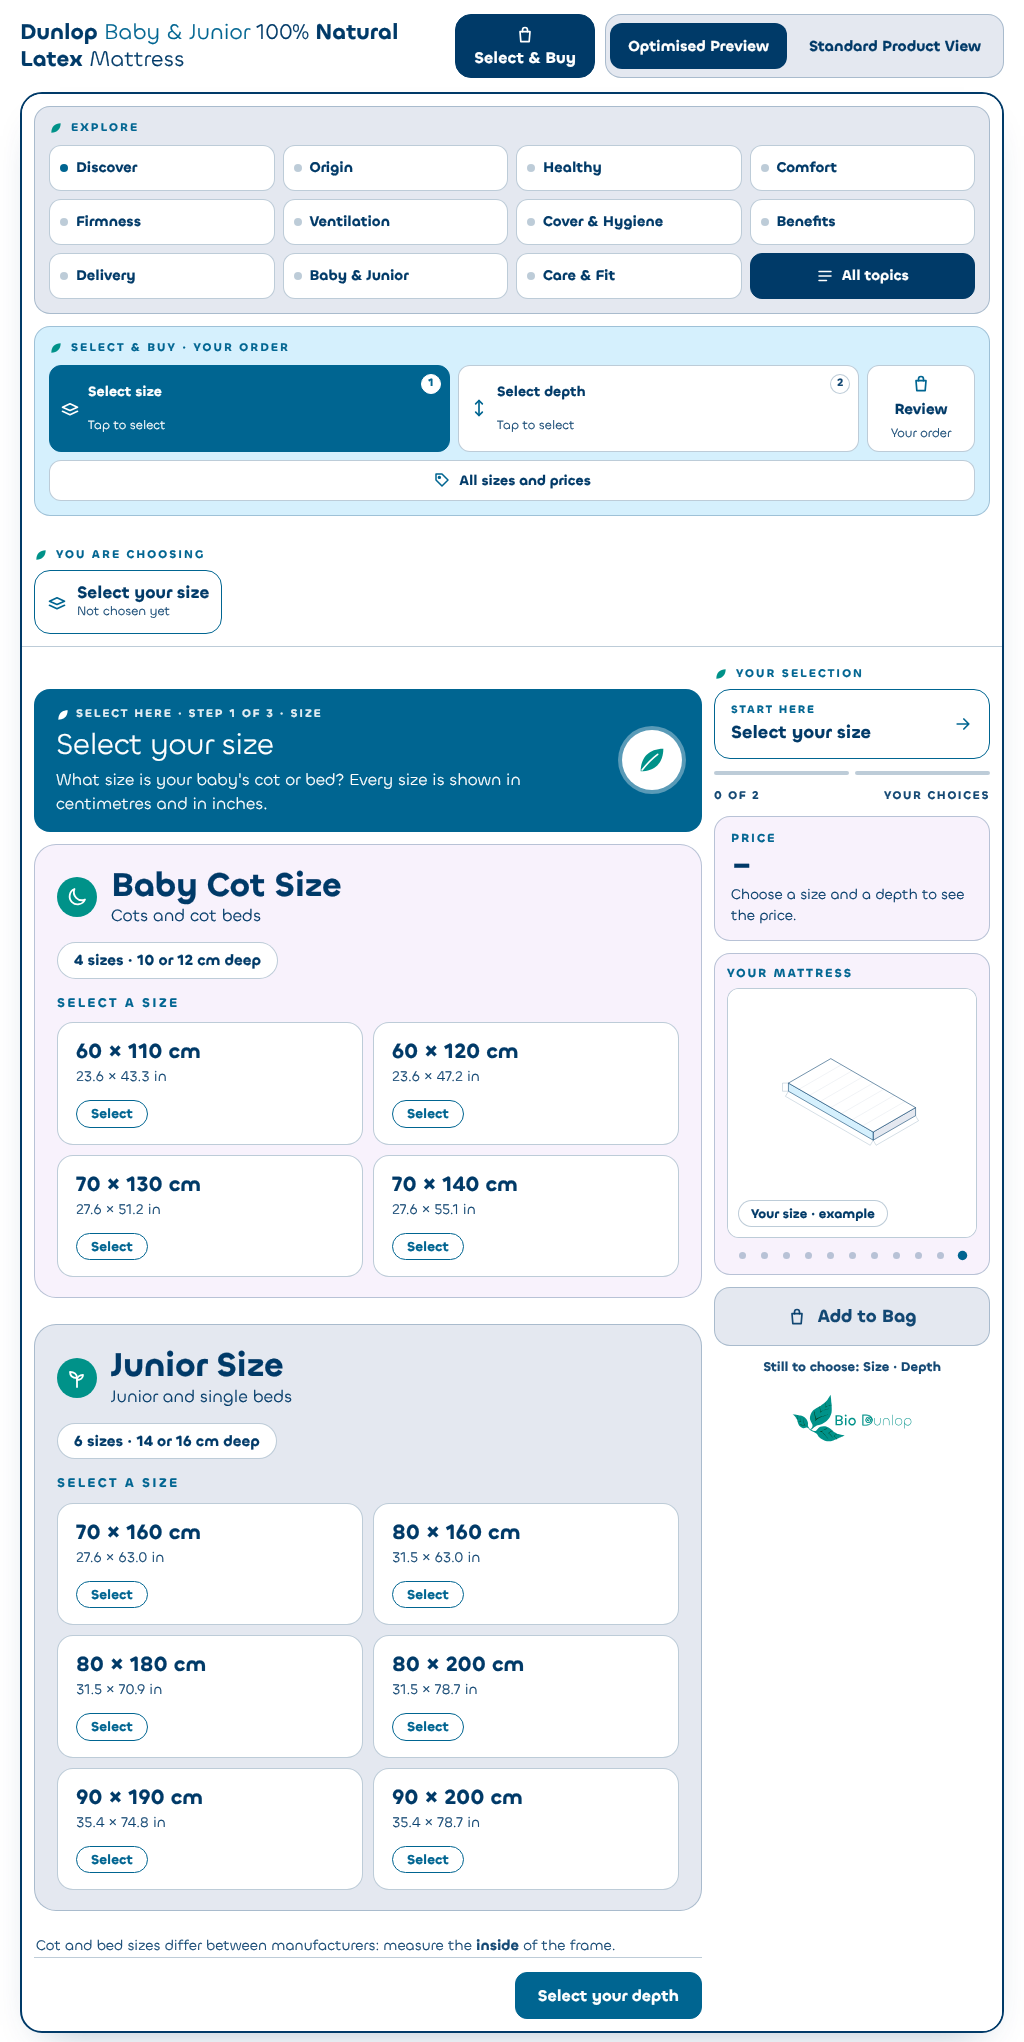 Dunlop Baby & Junior 100% Natural
Latex Mattress
Select & Buy
Optimised Preview
Standard Product View
EXPLORE
Discover
Origin
Healthy
Comfort
Firmness
Ventilation
Cover & Hygiene
Benefits
Delivery
Baby & Junior
Care & Fit
All topics
SELECT & BUY · YOUR ORDER
Select size
1
Tap to select
Select depth
2
Tap to select
Review
Your order
All sizes and prices
YOU ARE CHOOSING
Select your size
Not chosen yet
SELECT HERE · STEP 1 OF 3 · SIZE
Select your size
What size is your baby's cot or bed? Every size is shown in
centimetres and in inches.
Baby Cot Size
Cots and cot beds
4 sizes · 10 or 12 cm deep
SELECT A SIZE
60 × 110 cm
23.6 × 43.3 in
Select
60 × 120 cm
23.6 × 47.2 in
Select
70 × 130 cm
27.6 × 51.2 in
Select
70 × 140 cm
27.6 × 55.1 in
Select
Junior Size
Junior and single beds
6 sizes · 14 or 16 cm deep
SELECT A SIZE
70 × 160 cm
27.6 × 63.0 in
Select
80 × 160 cm
31.5 × 63.0 in
Select
80 × 180 cm
31.5 × 70.9 in
Select
80 × 200 cm
31.5 × 78.7 in
Select
90 × 190 cm
35.4 × 74.8 in
Select
90 × 200 cm
35.4 × 78.7 in
Select
Cot and bed sizes differ between manufacturers: measure the inside of the frame.
Select your depth
YOUR SELECTION
START HERE
Select your size
0 OF 2
YOUR CHOICES
PRICE
–
Choose a size and a depth to see
the price.
YOUR MATTRESS
Your size · example
Add to Bag
Still to choose: Size · Depth
Bio Dunlop